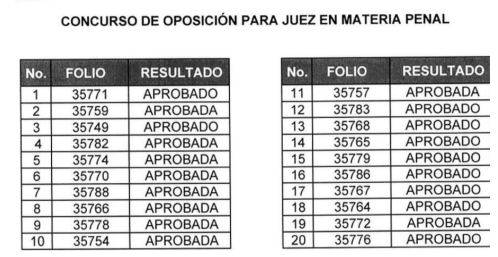 CONCURSO DE OPOSICIÓN PARA JUEZ EN MATERIA PENAL
No. FOLIO RESULTADO
1 35771 APROBADO
2 35759 APROBADO
3 35749 APROBADO
4 35782 APROBADA
5 35774 APROBADA
6 35770 APROBADA
7 35788 APROBADA
8 35766 APROBADA
9 35778 APROBADA
10 35754 APROBADA
No. FOLIO RESULTADO
11 35757 APROBADA
12 35783 APROBADO
13 35768 APROBADO
14 35765 APROBADO
15 35779 APROBADO
16 35786 APROBADO
17 35767 APROBADO
18 35764 APROBADO
19 35772 APROBADA
20 35776 APROBADO